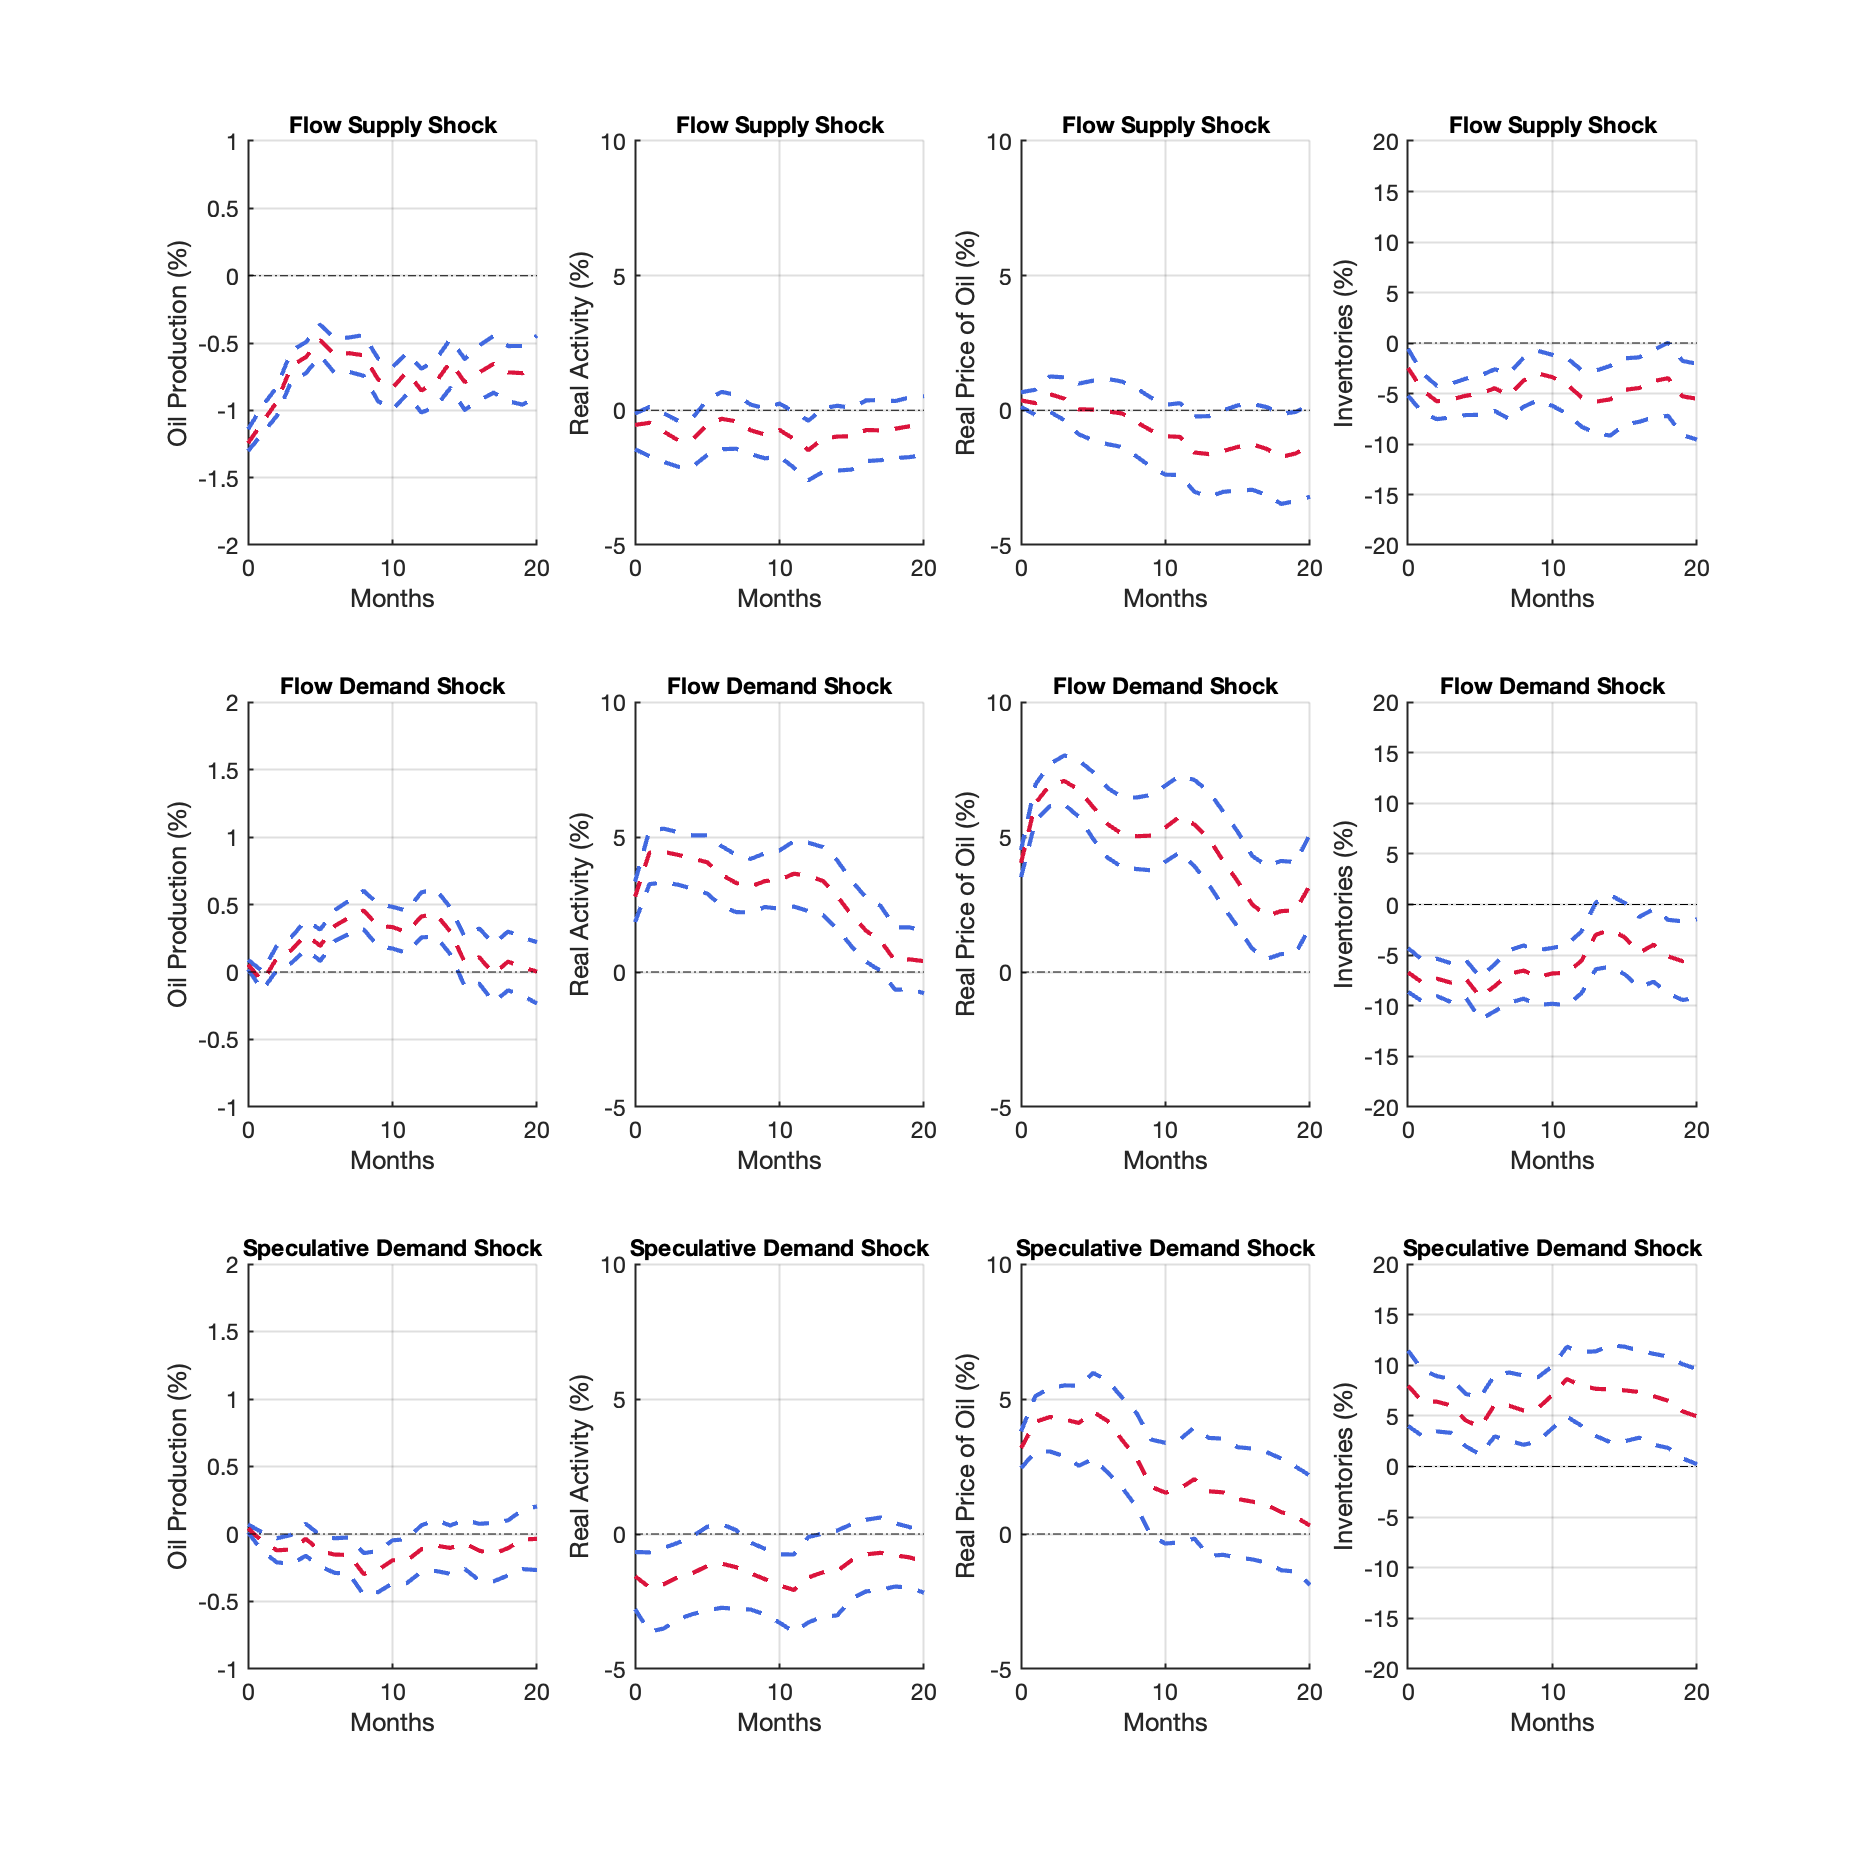 Flow Supply Shock
1
0.5
0
-0.5
-1
-1.5
-2
Oil Production (%)
0 10 20
Months
Flow Supply Shock
10
5
0
-5
Real Activity (%)
0 10 20
Months
Flow Supply Shock
10
5
0
-5
Real Price of Oil (%)
0 10 20
Months
Flow Supply Shock
20
15
10
5
0
-5
-10
-15
-20
Inventories (%)
0 10 20
Months
Flow Demand Shock
2
1.5
1
0.5
0
-0.5
-1
Oil Production (%)
0 10 20
Months
Flow Demand Shock
10
5
0
-5
Real Activity (%)
0 10 20
Months
Flow Demand Shock
10
5
0
-5
Real Price of Oil (%)
0 10 20
Months
Flow Demand Shock
20
15
10
5
0
-5
-10
-15
-20
Inventories (%)
0 10 20
Months
Speculative Demand Shock
2
1.5
1
0.5
0
-0.5
-1
Oil Production (%)
0 10 20
Months
Speculative Demand Shock
10
5
0
-5
Real Activity (%)
0 10 20
Months
Speculative Demand Shock
10
5
0
-5
Real Price of Oil (%)
0 10 20
Months
Speculative Demand Shock
20
15
10
5
0
-5
-10
-15
-20
Inventories (%)
0 10 20
Months